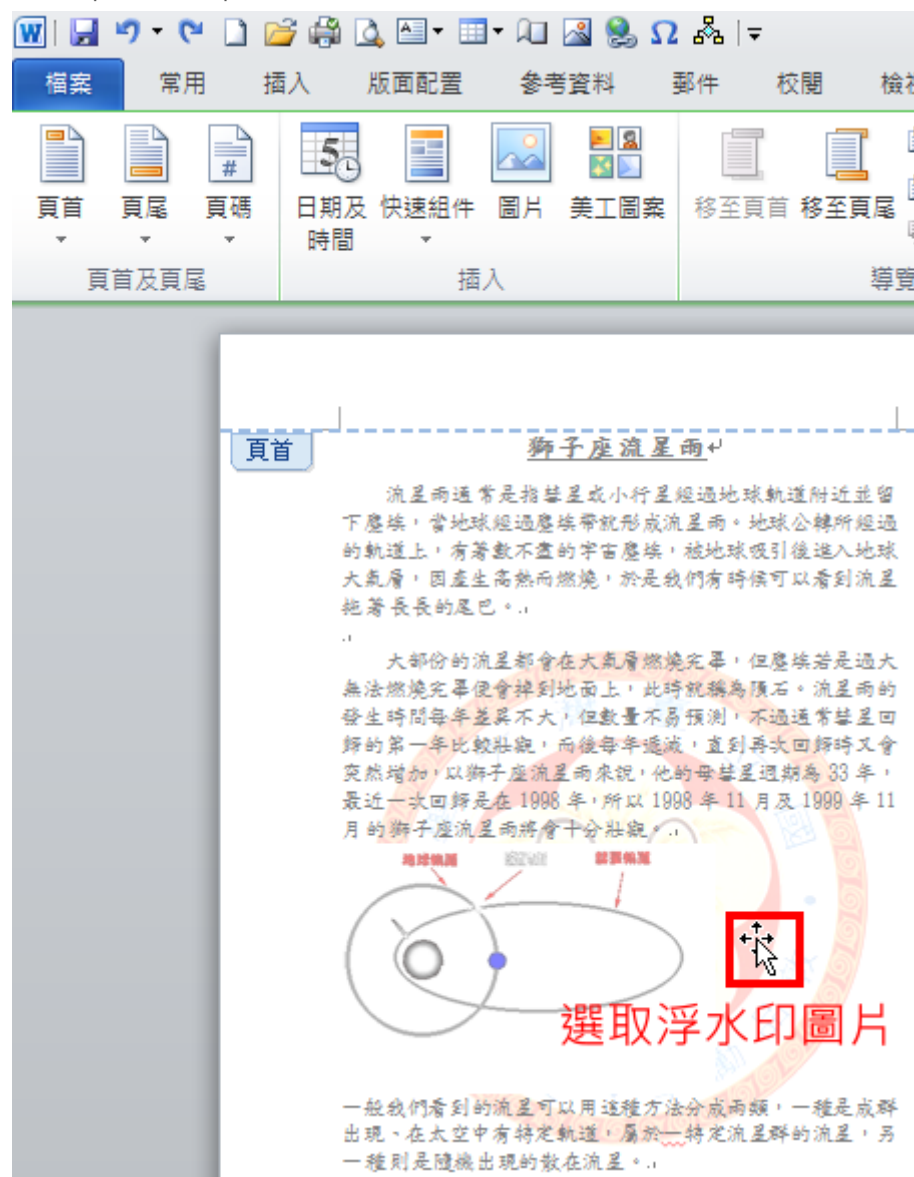 檔案 常用 插入 版面配置 參考資料 郵件 校閱
頁首 頁尾 頁碼 日期及時間 快速組件 圖片 美工圖案 移至頁首 移至頁尾
頁首及頁尾 插入 導覽
頁首
獅子座流星雨
流星雨通常是指彗星或小行星經過地球軌道附近並留
下塵埃,當地球經過塵埃帶就形成流星雨。地球公轉所經過
的軌道上,有著數不盡的宇宙塵埃,被地球吸引後進入地球
大氣層,因產生高熱而燃燒,於是我們有時候可以看到流星
拖著長長的尾巴。
大部份的流星都會在大氣層燃燒完畢,但塵埃若是過大
無法燃燒完畢便會掉到地面上,此時就稱為隕石。流星雨的
發生時間每年差異不大,但數量不易預測,不過通常彗星回
歸的第一年比較壯觀,而後每年遞減,直到再次回歸時又會
突然增加,以獅子座流星雨來說,他的母彗星週期為 33 年,
最近一次回歸是在 1998 年,所以 1998 年 11 月及 1999 年 11
月的獅子座流星雨將會十分壯觀。
地球軌道 彗星軌道
選取浮水印圖片
一般我們看到的流星可以用這種方法分成兩類,一種是成群
出現、在太空中有特定軌道,屬於一特定流星群的流星,另
一種則是隨機出現的散在流星。